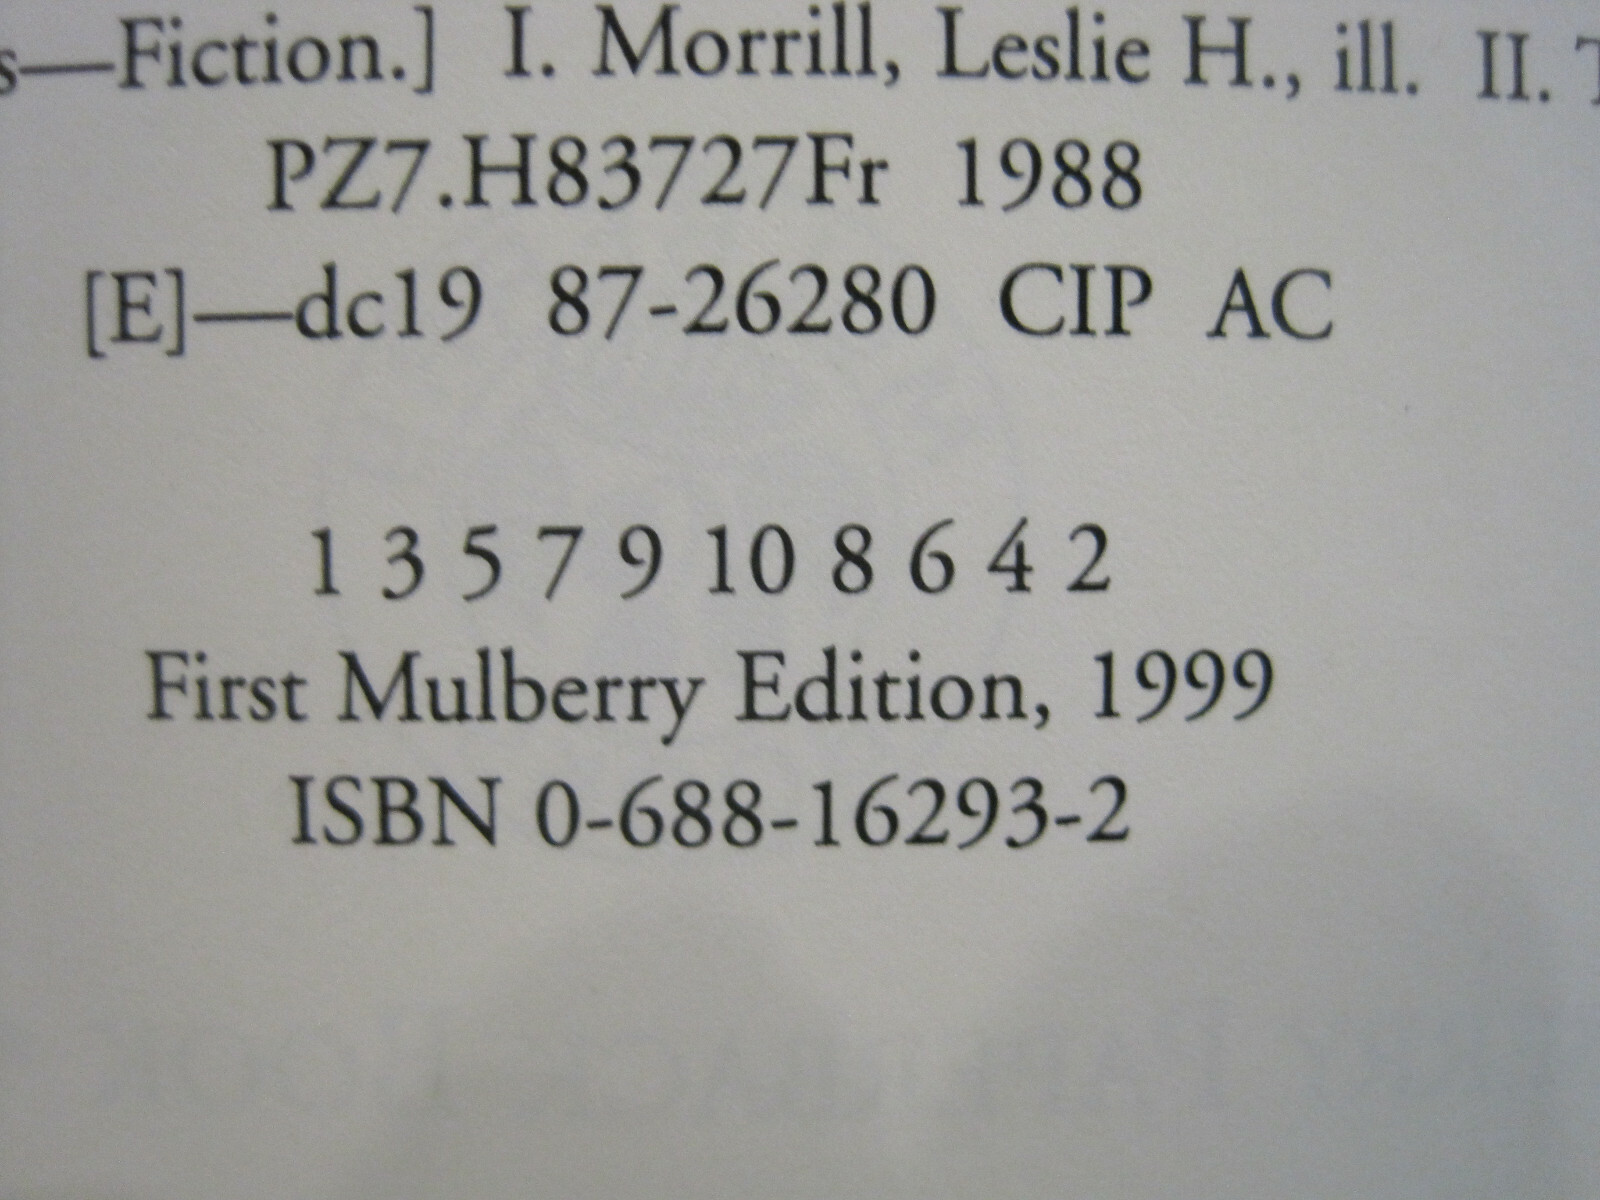 s—Fiction.] I. Morrill, Leslie H., ill. II. T
PZ7.H83727Fr 1988
[E]—dc19 87-26280 CIP AC
1 3 5 7 9 10 8 6 4 2
First Mulberry Edition, 1999
ISBN 0-688-16293-2